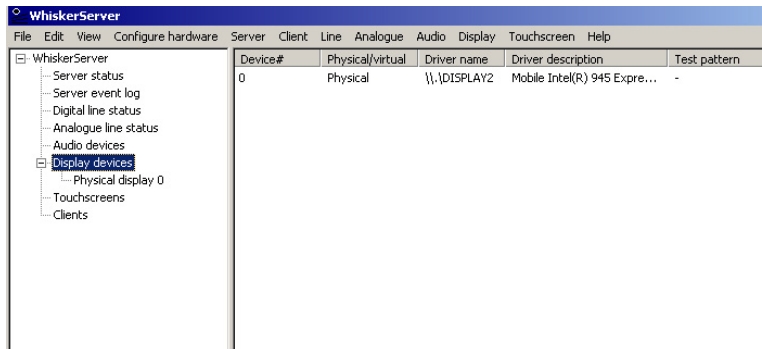 WhiskerServer
File Edit View Configure hardware Server Client Line Analogue Audio Display Touchscreen Help
WhiskerServer
Server status
Server event log
Digital line status
Analogue line status
Audio devices
Display devices
Physical display 0
Touchscreens
Clients
Device# Physical/virtual Driver name Driver description Test pattern
0 Physical \\.\DISPLAY2 Mobile Intel(R) 945 Expre... -